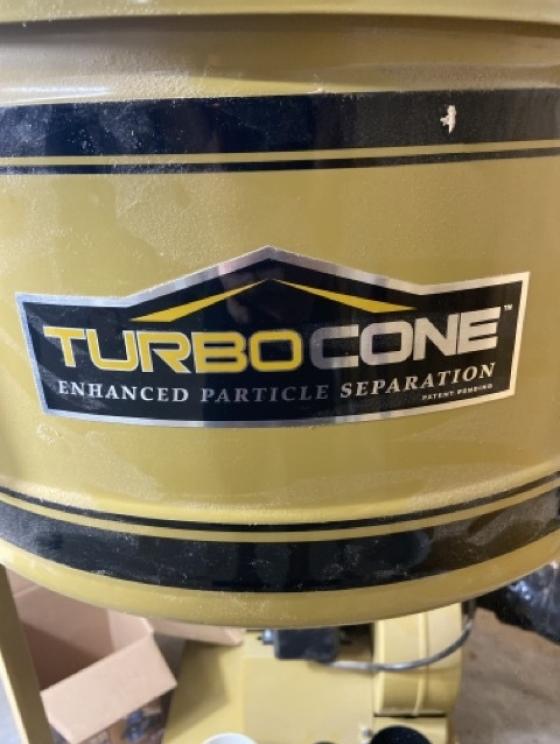 TURBOCONE™
ENHANCED PARTICLE SEPARATION
PATENT PENDING